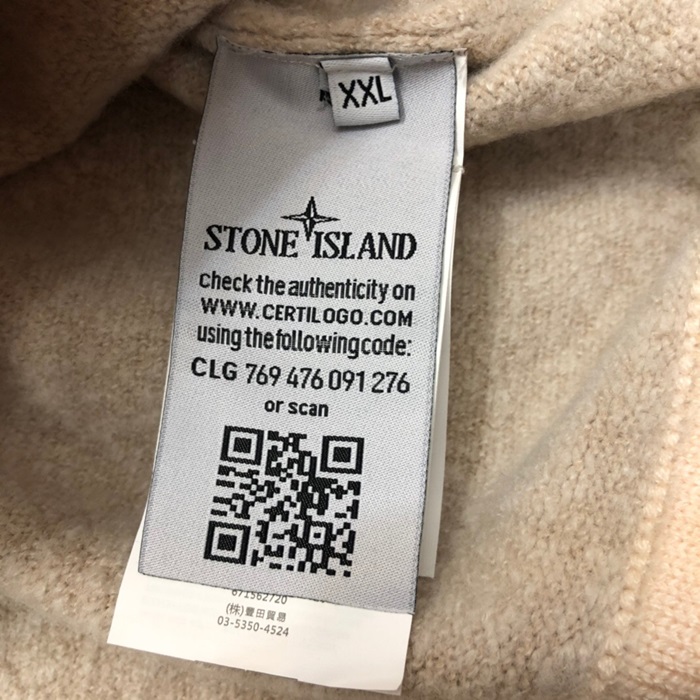 XXL
STONE ISLAND
Check the authenticity on
WWW.CERTILOGO.COM
using the following code:
CLG 769 476 091 276
or scan
671562720
(株)豊田貿易
03-5350-4524